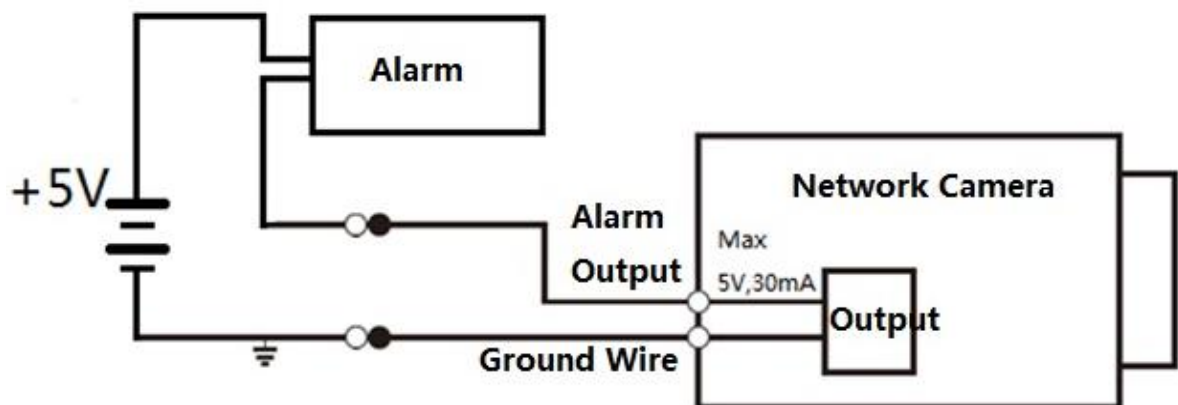 Alarm
+5V
Network Camera
Alarm
Output
Max
5V,30mA
Output
Ground Wire